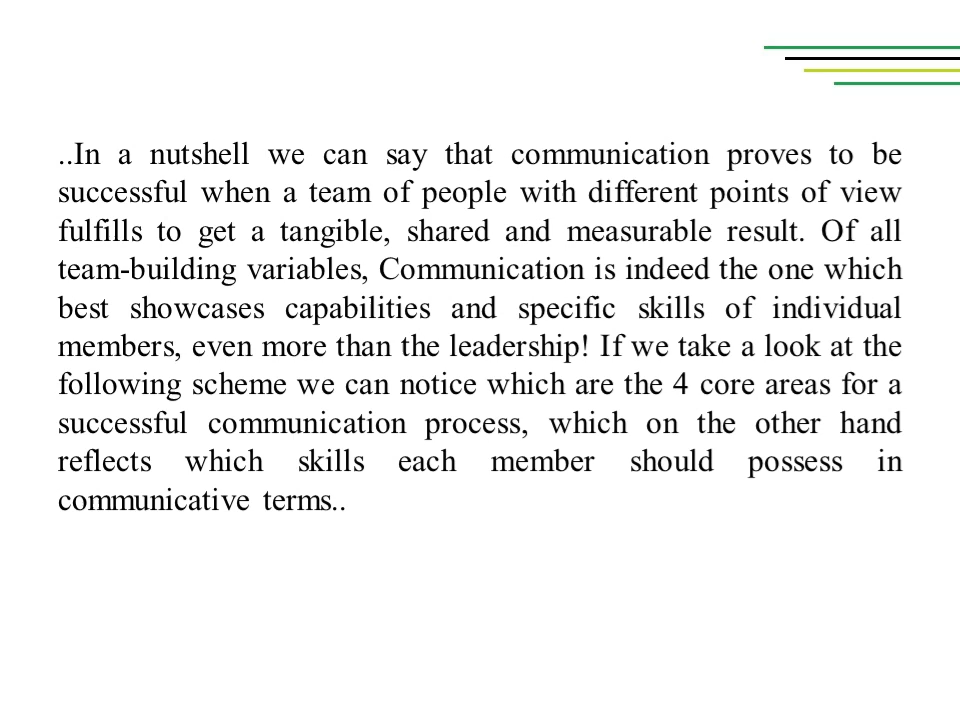 ..In a nutshell we can say that communication proves to be
successful when a team of people with different points of view
fulfills to get a tangible, shared and measurable result. Of all
team-building variables, Communication is indeed the one which
best showcases capabilities and specific skills of individual
members, even more than the leadership! If we take a look at the
following scheme we can notice which are the 4 core areas for a
successful communication process, which on the other hand
reflects which skills each member should possess in
communicative terms..